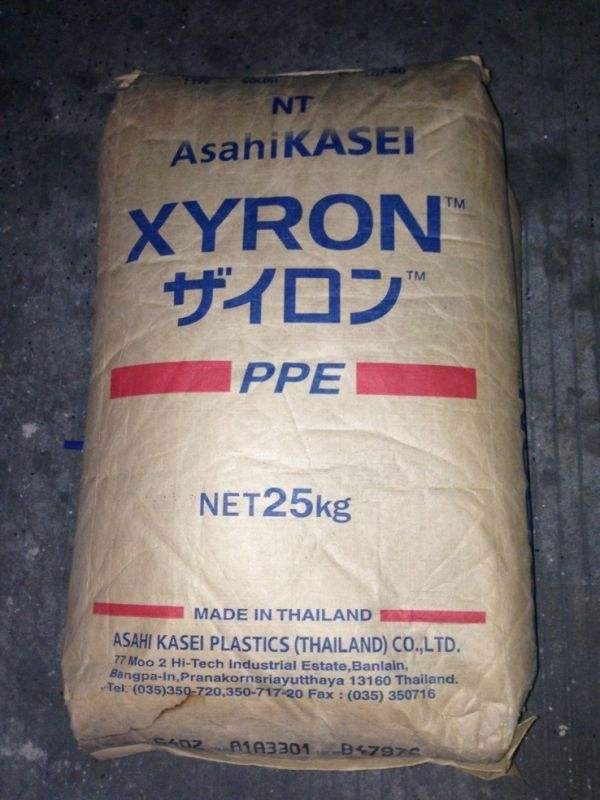 NT
AsahiKASEI
XYRON™
ザイロン™
PPE
NET25kg
MADE IN THAILAND
ASAHI KASEI PLASTICS (THAILAND) CO.,LTD.
77 Moo 2 Hi-Tech Industrial Estate,Banlain,
Bangpa-In,Pranakornsriayutthaya 13160 Thailand.
Tel. (035)350-720,350-717-20 Fax : (035) 350716
A1A3301